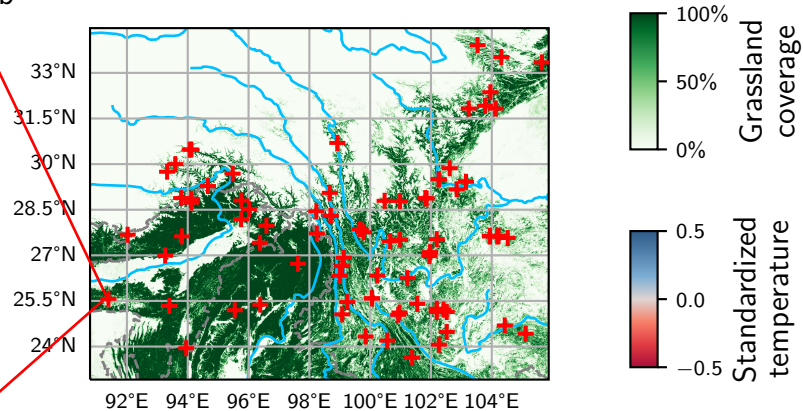 33°N
31.5°N
30°N
28.5°N
27°N
25.5°N
24°N
92°E 94°E 96°E 98°E 100°E 102°E 104°E
100%
50%
0%
Grassland
coverage
0.5
0.0
−0.5
Standardized
temperature